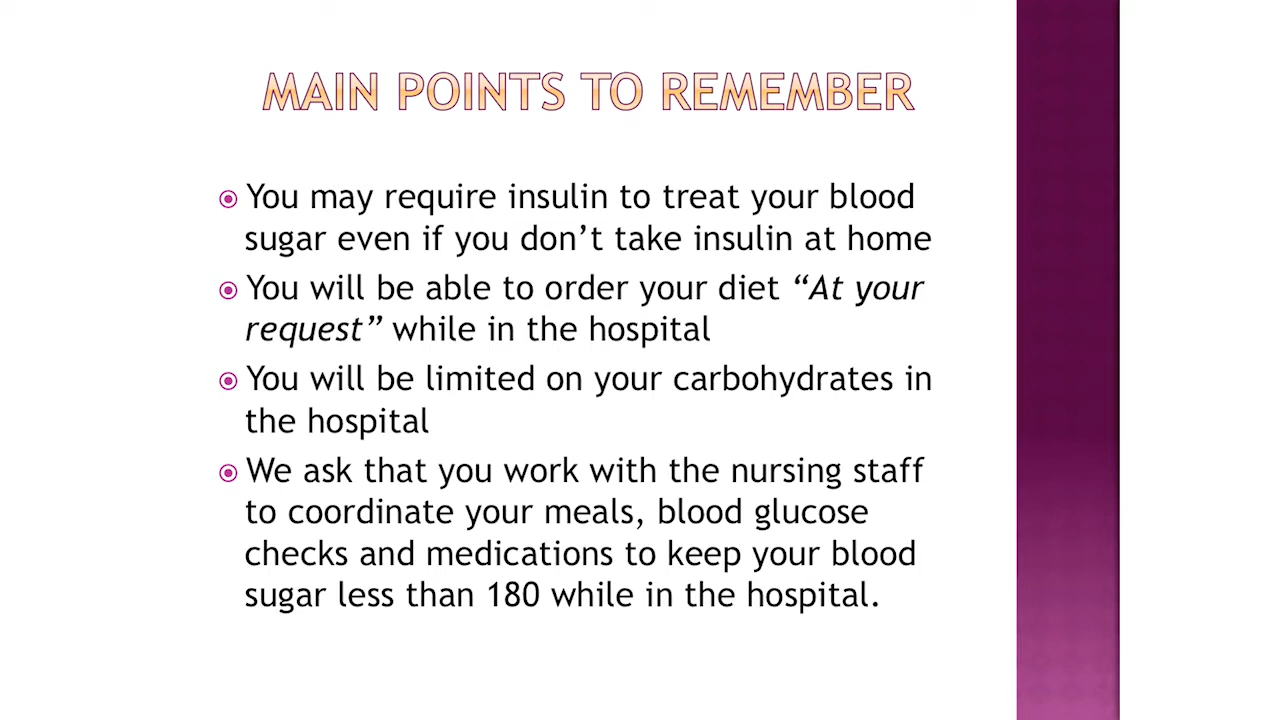 MAIN POINTS TO REMEMBER
You may require insulin to treat your blood
sugar even if you don’t take insulin at home
You will be able to order your diet “At your
request” while in the hospital
You will be limited on your carbohydrates in
the hospital
We ask that you work with the nursing staff
to coordinate your meals, blood glucose
checks and medications to keep your blood
sugar less than 180 while in the hospital.